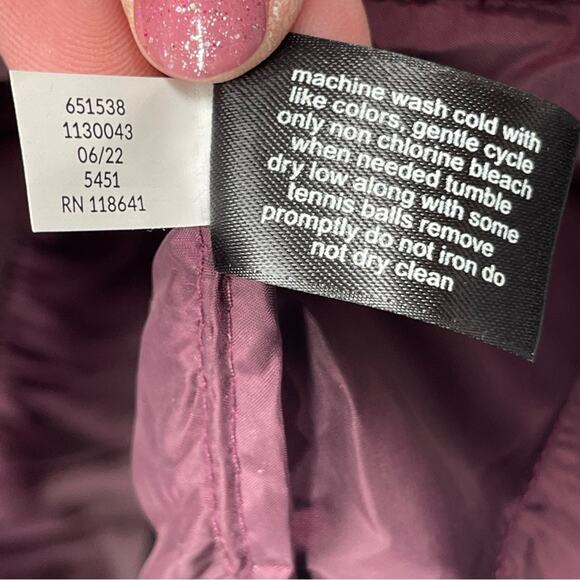 651538
1130043
06/22
5451
RN 118641
machine wash cold with
like colors, gentle cycle
only non chlorine bleach
when needed tumble
dry low along with some
tennis balls remove
promptly do not iron do
not dry clean